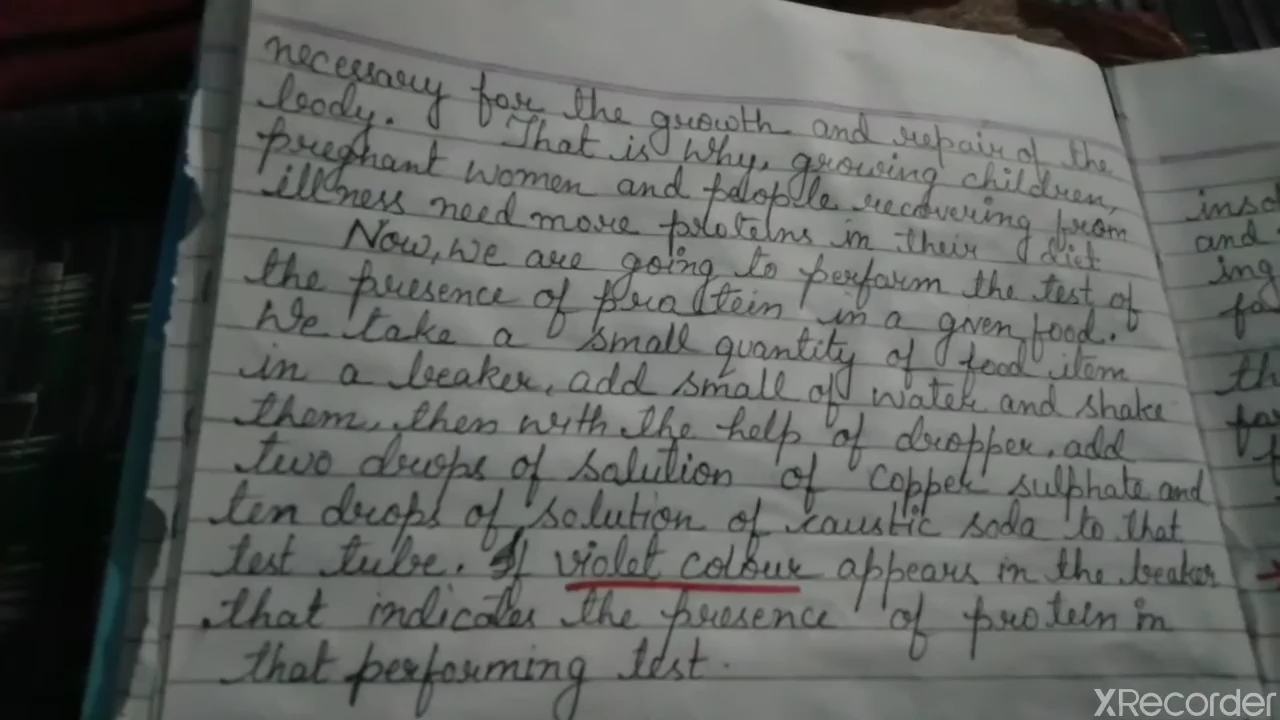 necessary for the growth and repair of the
body. That is why, growing children,
pregnant women and people recovering from
illness need more proteins in their diet
Now, we are going to perform the test of
the presence of protein in a given food.
We take a small quantity of food item
in a beaker, add small of water and shake
them, then with the help of dropper, add
two drops of solution of copper sulphate and
ten drops of solution of caustic soda to that
test tube. If violet colour appears in the beaker
that indicates the presence of protein in
that performing test.
and
ing
th
XRecorder